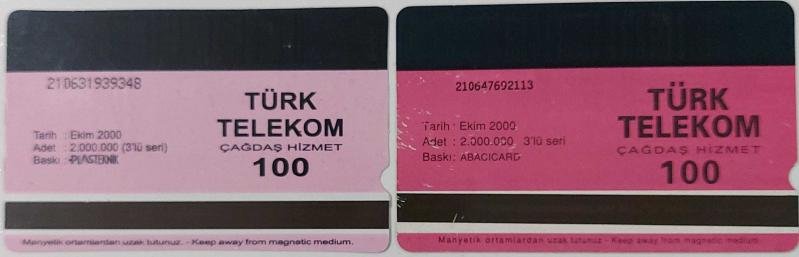 210631939348
TÜRK
TELEKOM
ÇAĞDAŞ HİZMET
100
Tarih : Ekim 2000
Adet : 2.000.000 (3'lü seri)
Baskı : PLASTEKNİK
Manyetik ortamlardan uzak tutunuz. - Keep away from magnetic medium.
210647692113
TÜRK
TELEKOM
ÇAĞDAŞ HİZMET
100
Tarih : Ekim 2000
Adet : 2.000.000 3'lü seri
Baskı : ABACICARD
Manyetik ortamlardan uzak tutunuz - Keep away from magnetic medium.